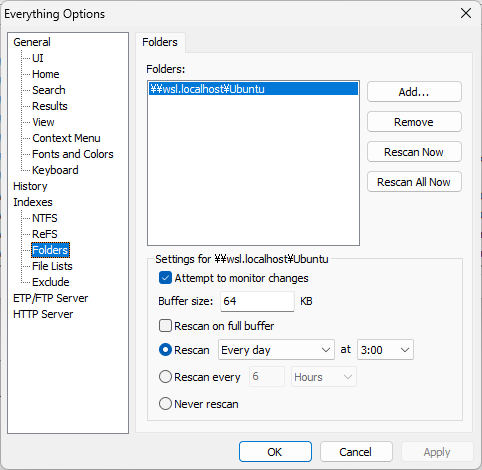 Everything Options
General
UI
Home
Search
Results
View
Context Menu
Fonts and Colors
Keyboard
History
Indexes
NTFS
ReFS
Folders
File Lists
Exclude
ETP/FTP Server
HTTP Server
Folders
Folders:
¥¥wsl.localhost¥Ubuntu
Add...
Remove
Rescan Now
Rescan All Now
Settings for ¥¥wsl.localhost¥Ubuntu
Attempt to monitor changes
Buffer size: 64 KB
Rescan on full buffer
Rescan Every day at 3:00
Rescan every 6 Hours
Never rescan
OK Cancel Apply